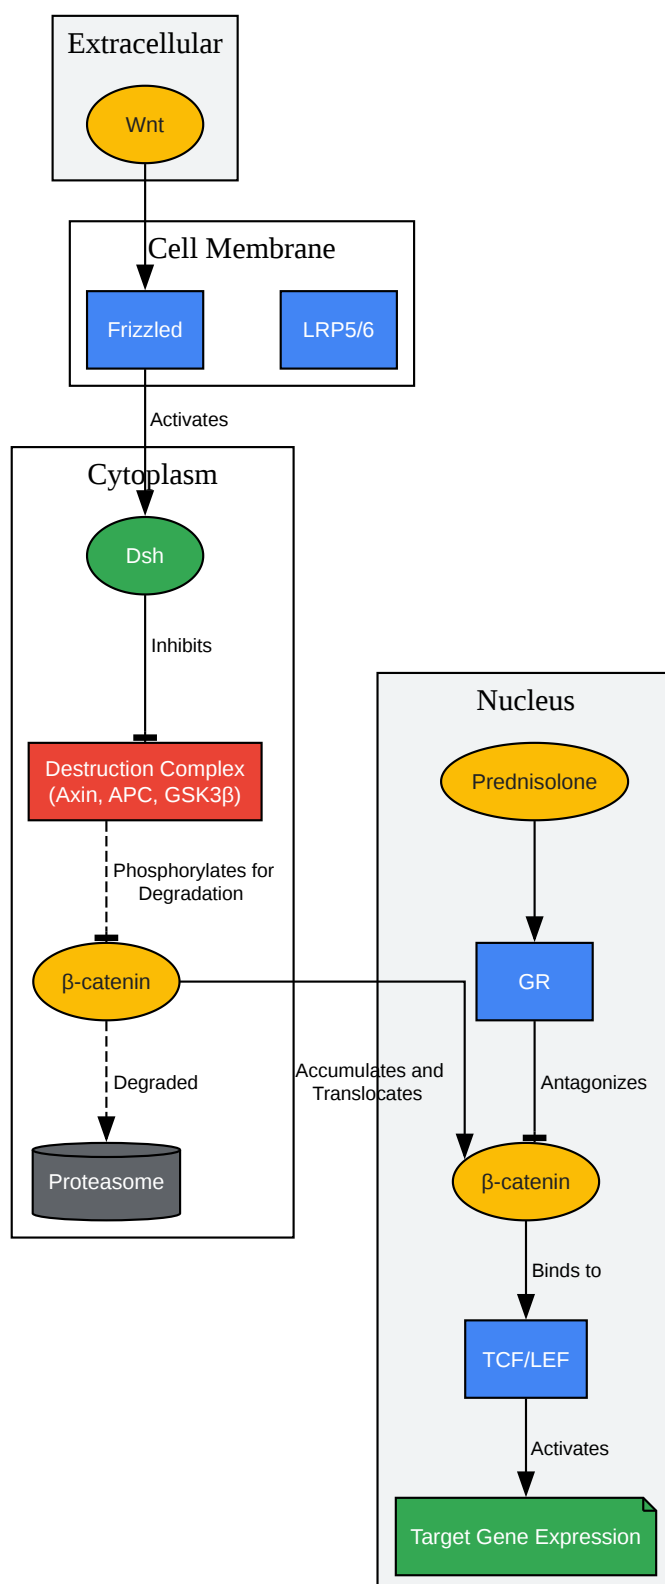 Extracellular
Wnt
Cell Membrane
Frizzled
LRP5/6
Activates
Cytoplasm
Dsh
Inhibits
Destruction Complex
(Axin, APC, GSK3β)
Phosphorylates for
Degradation
β-catenin
Degraded
Proteasome
Accumulates and
Translocates
Nucleus
Prednisolone
GR
Antagonizes
β-catenin
Binds to
TCF/LEF
Activates
Target Gene Expression